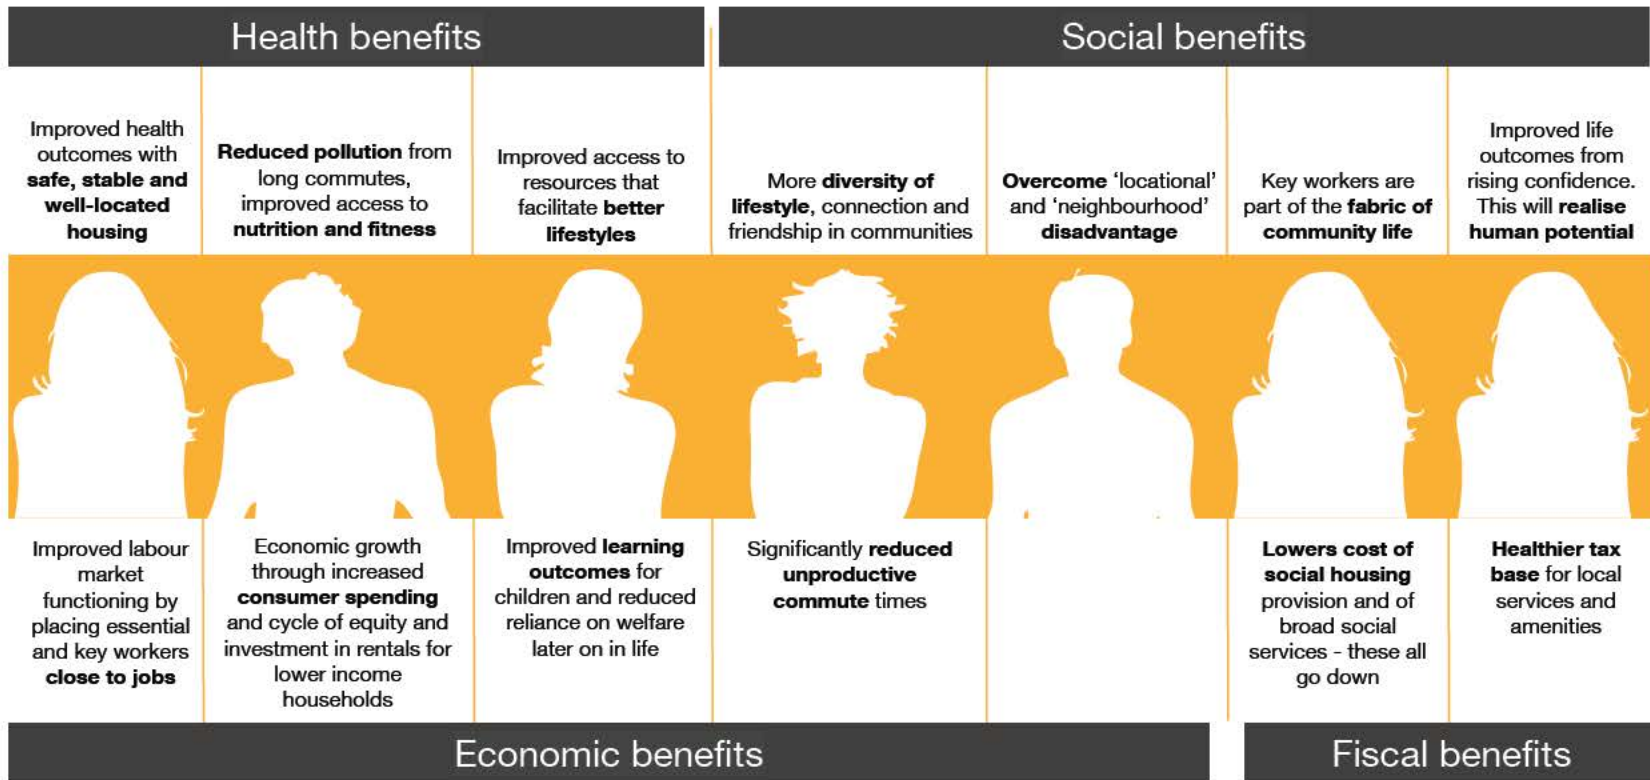 Health benefits
Social benefits
Improved health
outcomes with
safe, stable and
well-located
housing
Reduced pollution from
long commutes,
improved access to
nutrition and fitness
Improved access to
resources that
facilitate better
lifestyles
More diversity of
lifestyle, connection and
friendship in communities
Overcome ‘locational’
and ‘neighbourhood’
disadvantage
Key workers are
part of the fabric of
community life
Improved life
outcomes from
rising confidence.
This will realise
human potential
Improved labour
market
functioning by
placing essential
and key workers
close to jobs
Economic growth
through increased
consumer spending
and cycle of equity and
investment in rentals for
lower income
households
Improved learning
outcomes for
children and reduced
reliance on welfare
later on in life
Significantly reduced
unproductive
commute times
Lowers cost of
social housing
provision and of
broad social
services - these all
go down
Healthier tax
base for local
services and
amenities
Economic benefits
Fiscal benefits